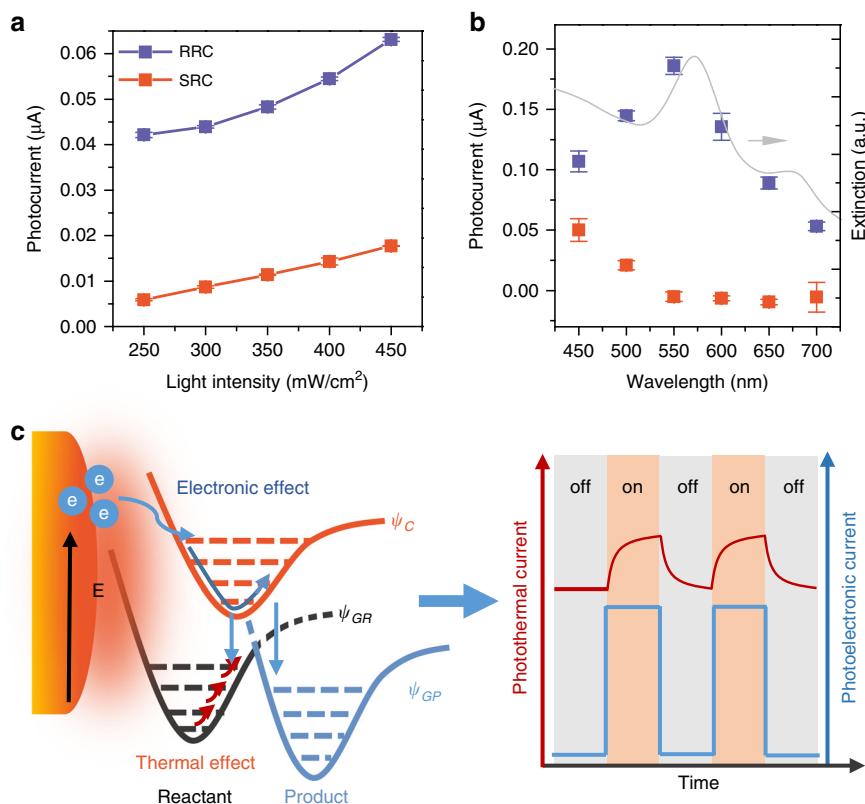 a
RRC
SRC
Photocurrent (μA)
0.06
0.05
0.04
0.03
0.02
0.01
0.00
250 300 350 400 450
Light intensity (mW/cm²)
b
Photocurrent (μA)
0.20
0.15
0.10
0.05
0.00
450 500 550 600 650 700
Wavelength (nm)
Extinction (a.u.)
c
e
e
e
E
Electronic effect
ψC
ψGR
ψGP
Thermal effect
Reactant
Product
Photothermal current
off on off on off
Photoelectronic current
Time